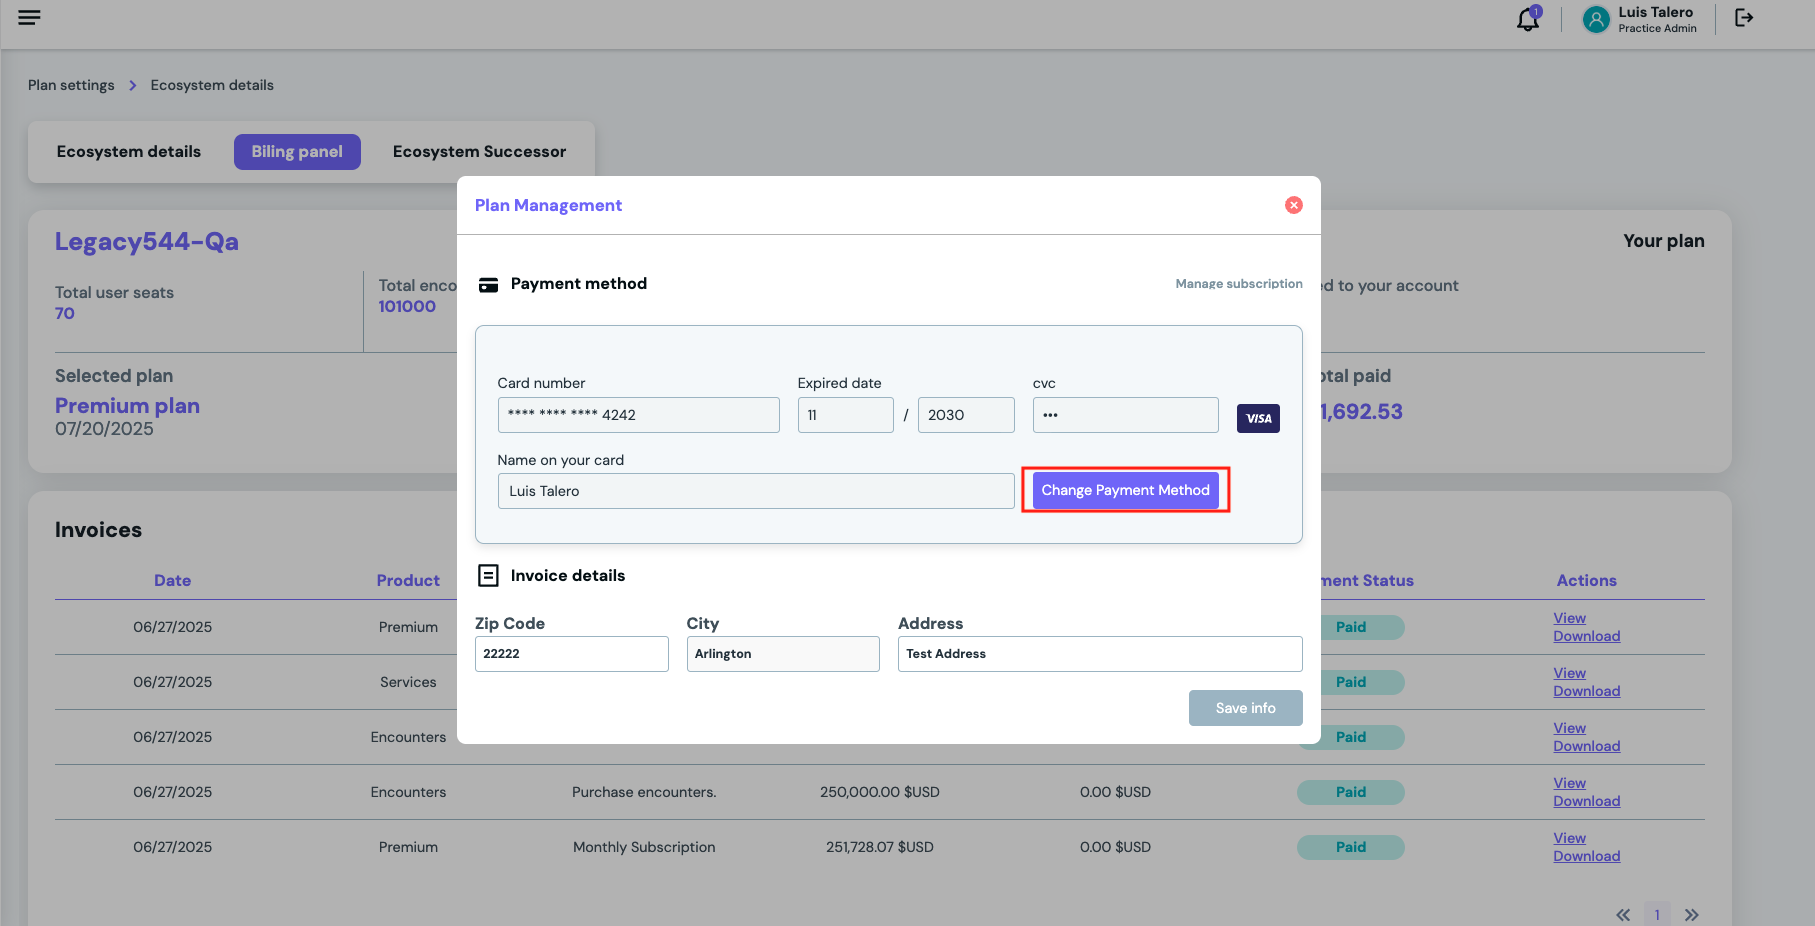 1
Luis Talero
Practice Admin
Plan settings > Ecosystem details
Ecosystem details
Biling panel
Ecosystem Successor
Plan Management
Legacy544-Qa
Your plan
Payment method
Manage subscription
Total user seats
70
Total enco
101000
ed to your account
Card number
Expired date
cvc
**** **** **** 4242
11
/
2030
•••
VISA
Selected plan
Premium plan
07/20/2025
otal paid
1,692.53
Name on your card
Luis Talero
Change Payment Method
Invoices
Invoice details
Date
Product
ment Status
Actions
Zip Code
City
Address
22222
Arlington
Test Address
Save info
06/27/2025 Premium Paid View
Download
06/27/2025 Services Paid View
Download
06/27/2025 Encounters Paid View
Download
06/27/2025 Encounters Purchase encounters. 250,000.00 $USD 0.00 $USD Paid View
Download
06/27/2025 Premium Monthly Subscription 251,728.07 $USD 0.00 $USD Paid View
Download
« 1 »